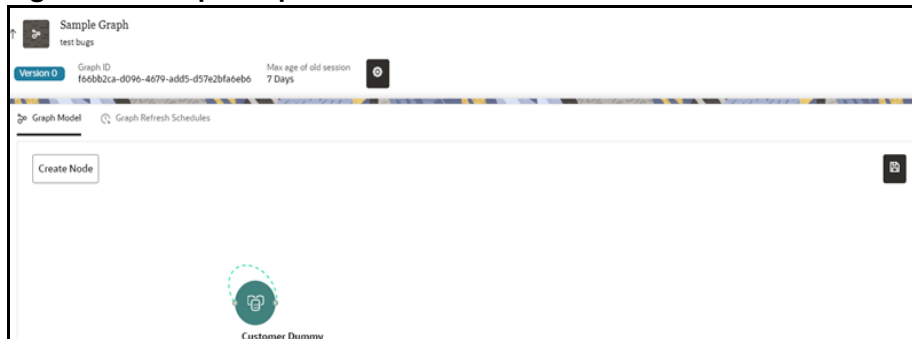 Sample Graph
test bugs
Version 0
Graph ID
f66bb2ca-d096-4679-add5-d57e2bfa6eb6
Max age of old session
7 Days
Graph Model
Graph Refresh Schedules
Create Node
Customer Dummy